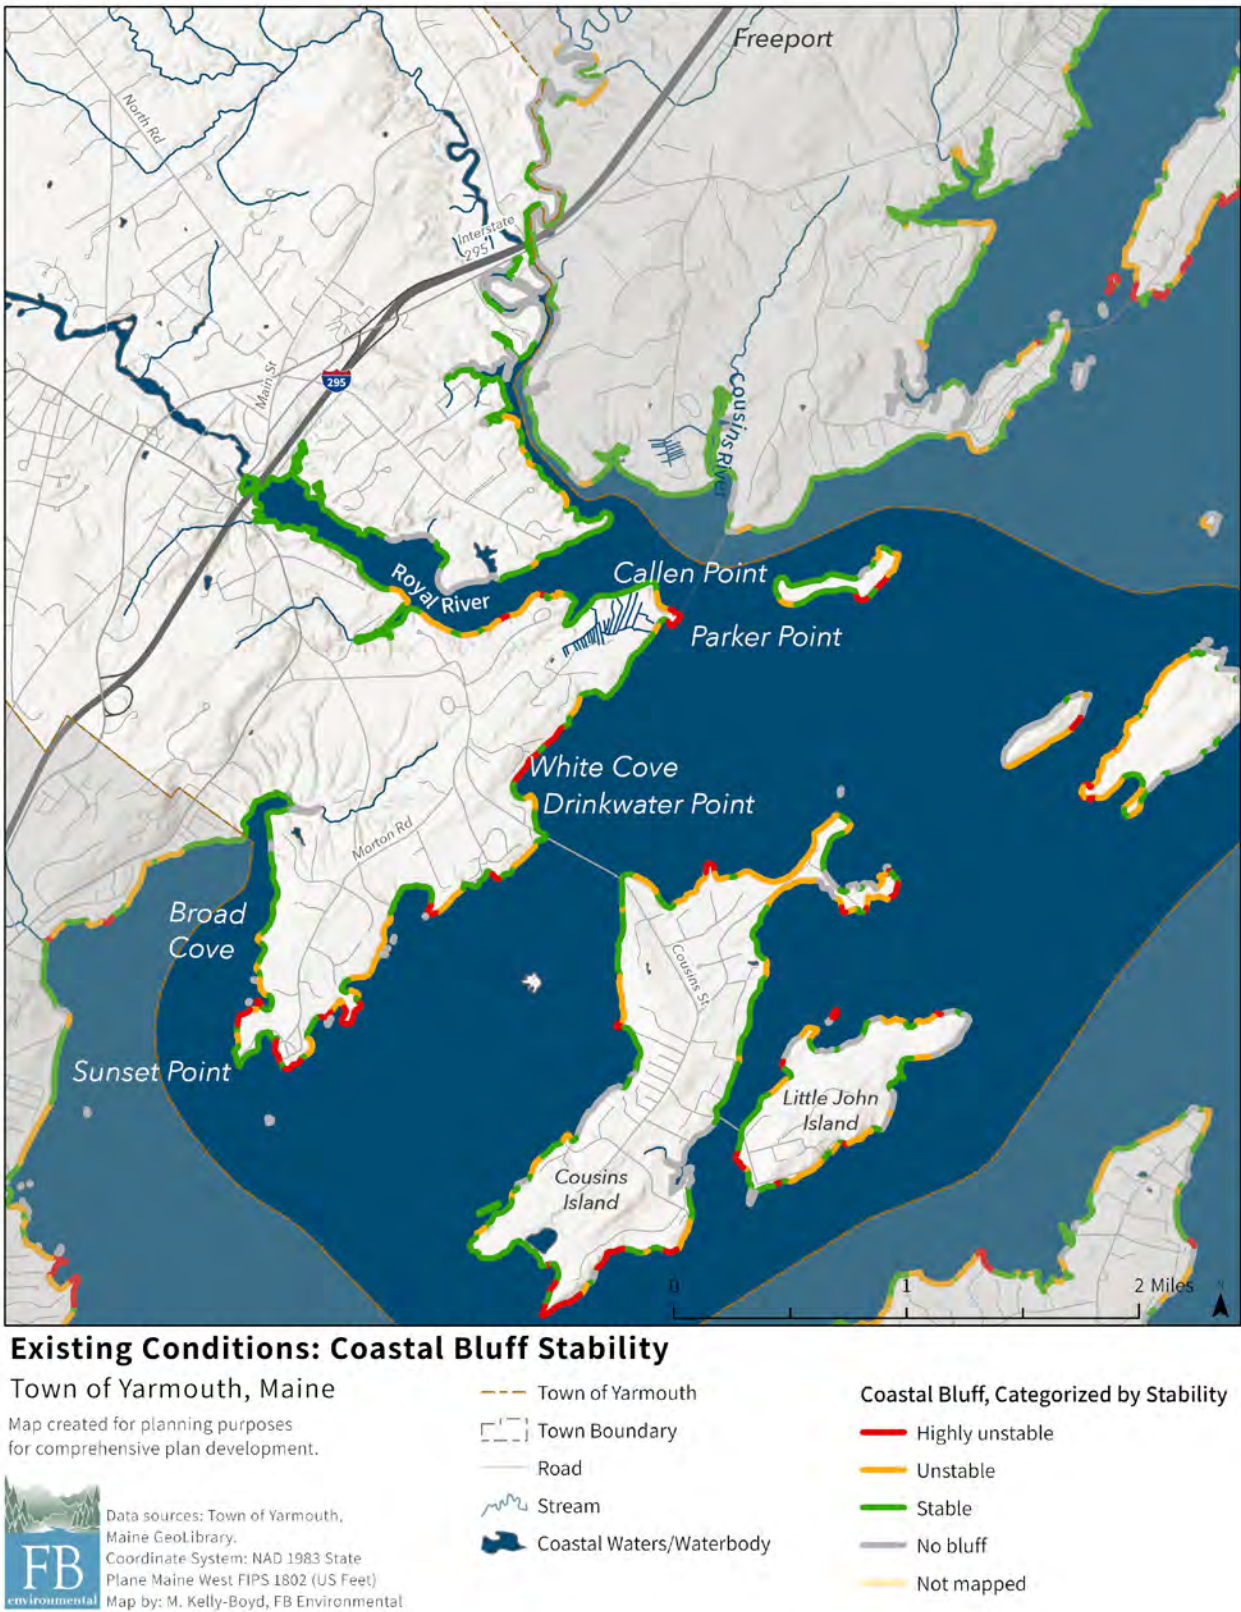 Freeport
North Rd
Interstate
295
Main St
295
Cousins River
Royal River
Callen Point
Parker Point
White Cove
Drinkwater Point
Morton Rd
Broad
Cove
Cousins St
Sunset Point
Little John
Island
Cousins
Island
0 1 2 Miles
N
Existing Conditions: Coastal Bluff Stability
Town of Yarmouth, Maine
Map created for planning purposes
for comprehensive plan development.
FB
environmental
Data sources: Town of Yarmouth,
Maine GeoLibrary.
Coordinate System: NAD 1983 State
Plane Maine West FIPS 1802 (US Feet)
Map by: M. Kelly-Boyd, FB Environmental
Town of Yarmouth
Town Boundary
Road
Stream
Coastal Waters/Waterbody
Coastal Bluff, Categorized by Stability
Highly unstable
Unstable
Stable
No bluff
Not mapped